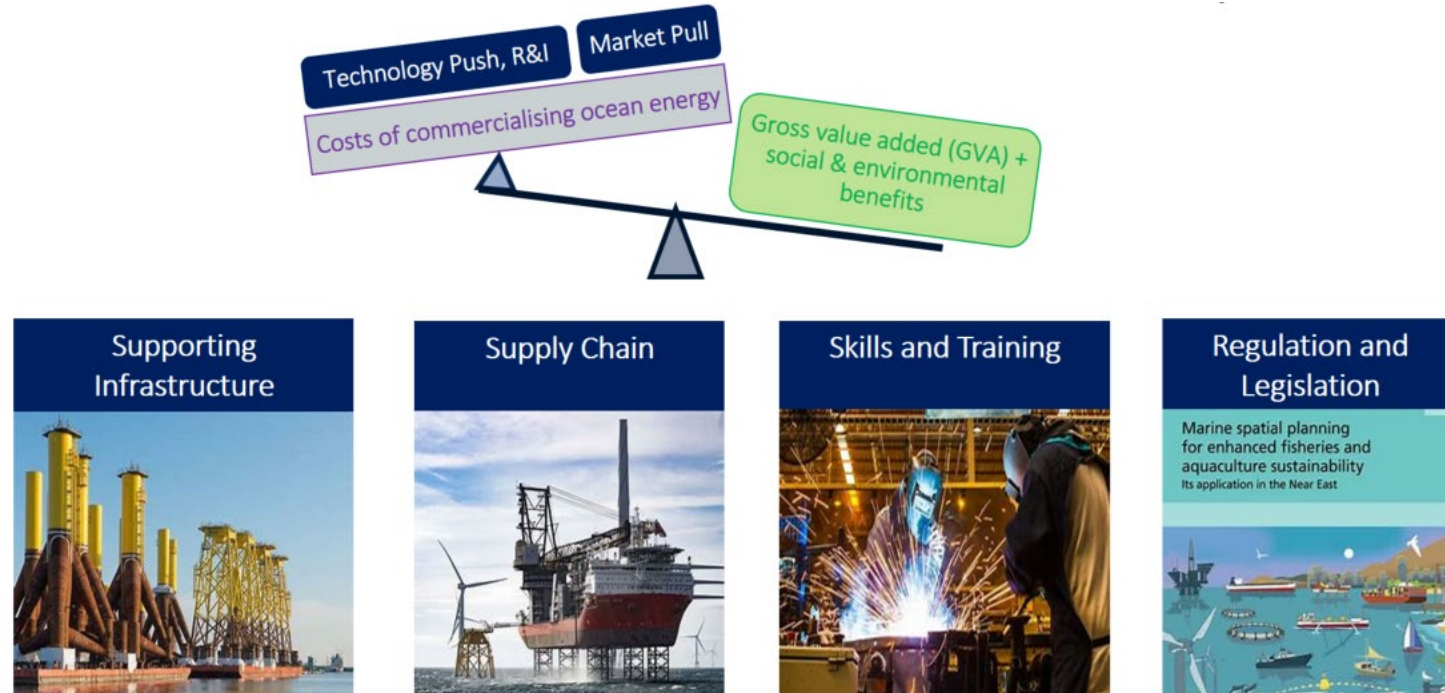 Technology Push, R&I
Market Pull
Costs of commercialising ocean energy
Gross value added (GVA) +
social & environmental
benefits
Supporting
Infrastructure
Supply Chain
Skills and Training
Regulation and
Legislation
Marine spatial planning
for enhanced fisheries and
aquaculture sustainability
Its application in the Near East